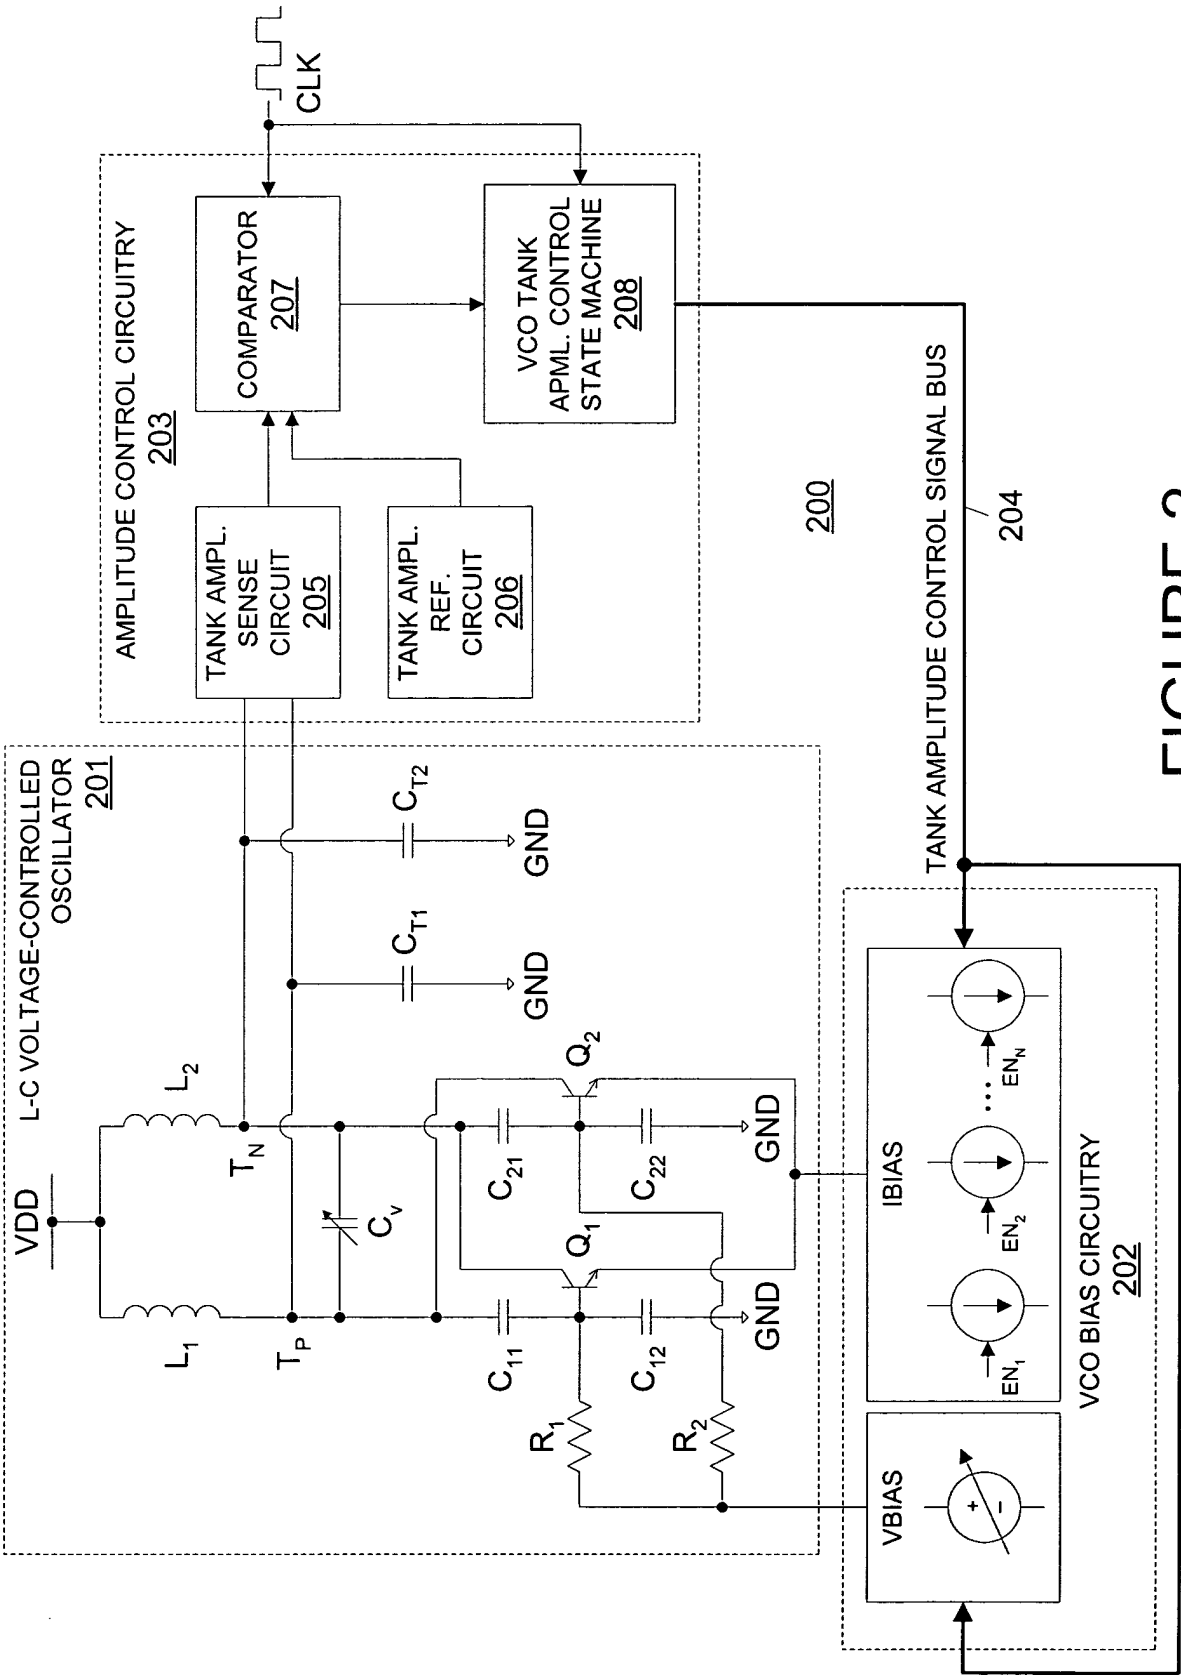 VDD
L-C VOLTAGE-CONTROLLED
OSCILLATOR
201
L1
L2
TP
TN
Cv
CT1
CT2
GND
GND
C11
C21
Q1
Q2
C12
C22
R1
R2
GND
GND
AMPLITUDE CONTROL CIRCUITRY
203
TANK AMPL.
SENSE
CIRCUIT
205
TANK AMPL.
REF.
CIRCUIT
206
COMPARATOR
207
CLK
VCO TANK
APML. CONTROL
STATE MACHINE
208
200
TANK AMPLITUDE CONTROL SIGNAL BUS
204
VBIAS
+
−
IBIAS
EN1
EN2
...
ENN
VCO BIAS CIRCUITRY
202